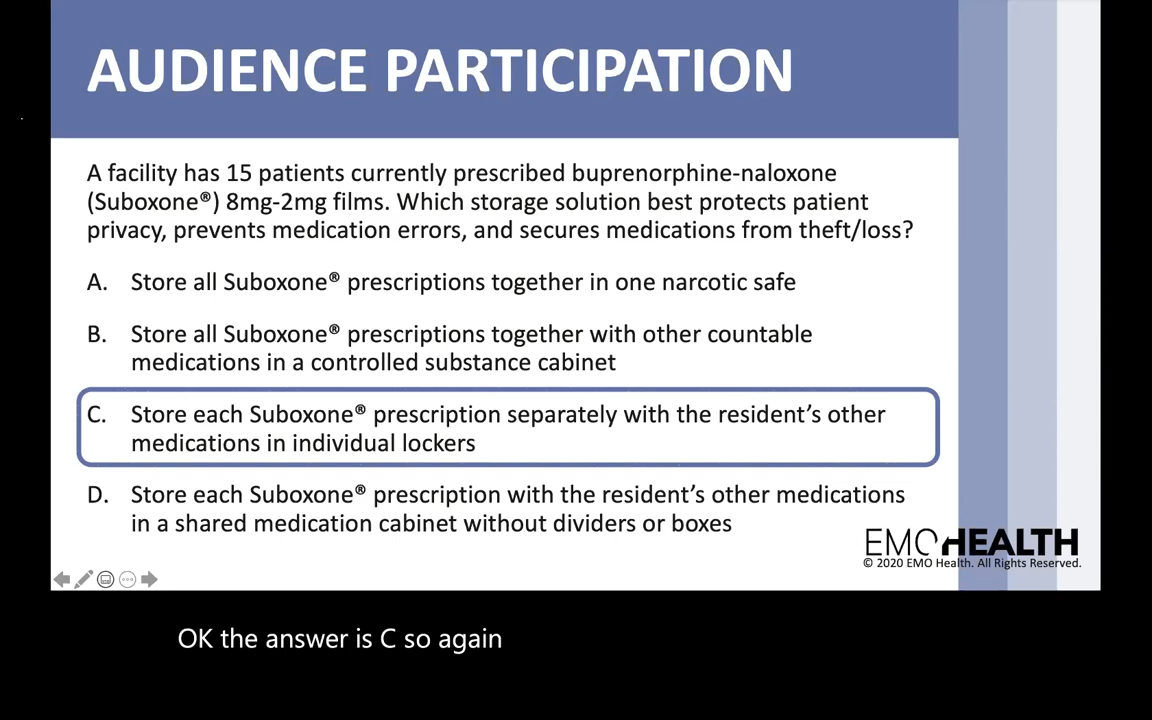 AUDIENCE PARTICIPATION
A facility has 15 patients currently prescribed buprenorphine-naloxone
(Suboxone®) 8mg-2mg films. Which storage solution best protects patient
privacy, prevents medication errors, and secures medications from theft/loss?
A. Store all Suboxone® prescriptions together in one narcotic safe
B. Store all Suboxone® prescriptions together with other countable
medications in a controlled substance cabinet
C. Store each Suboxone® prescription separately with the resident's other
medications in individual lockers
D. Store each Suboxone® prescription with the resident's other medications
in a shared medication cabinet without dividers or boxes
EMO HEALTH
© 2020 EMO Health. All Rights Reserved.
OK the answer is C so again